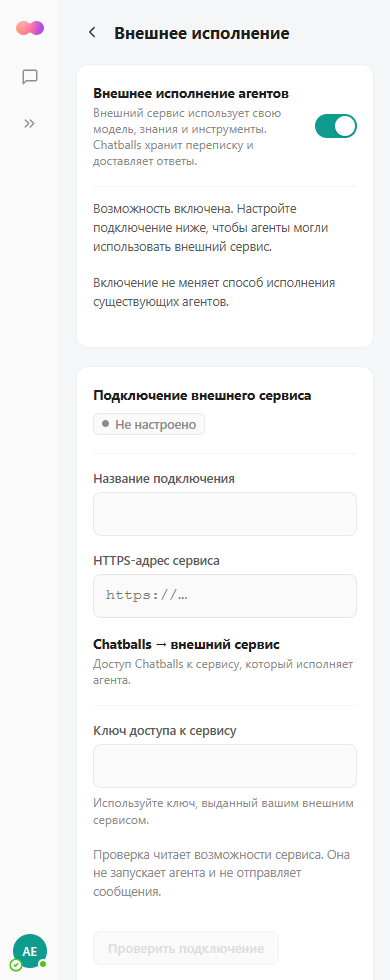 Внешнее исполнение
Внешнее исполнение агентов
Внешний сервис использует свою
модель, знания и инструменты.
Chatballs хранит переписку и
доставляет ответы.
Возможность включена. Настройте
подключение ниже, чтобы агенты могли
использовать внешний сервис.
Включение не меняет способ исполнения
существующих агентов.
Подключение внешнего сервиса
Не настроено
Название подключения
HTTPS-адрес сервиса
https://…
Chatballs → внешний сервис
Доступ Chatballs к сервису, который исполняет
агента.
Ключ доступа к сервису
Используйте ключ, выданный вашим внешним
сервисом.
Проверка читает возможности сервиса. Она
не запускает агента и не отправляет
сообщения.
Проверить подключение
AE